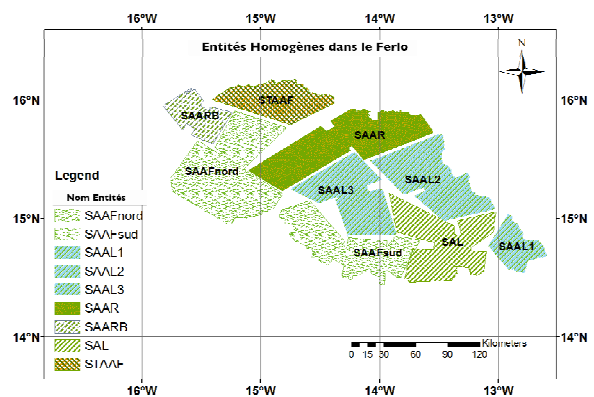 16°W 15°W 14°W 13°W
Entités Homogènes dans le Ferlo
N
16°N 16°N
STAAF
SAARB
SAAR
SAAFnord
SAAL2
SAAL3
Legend
Nom Entités
15°N 15°N
SAAFnord
SAAFsud
SAAL1
SAAL2
SAAL3
SAAR
SAARB
SAL
STAAF
SAL
SAAL1
SAAFsud
14°N 14°N
Kilometers
0 15 30 60 90 120
16°W 15°W 14°W 13°W